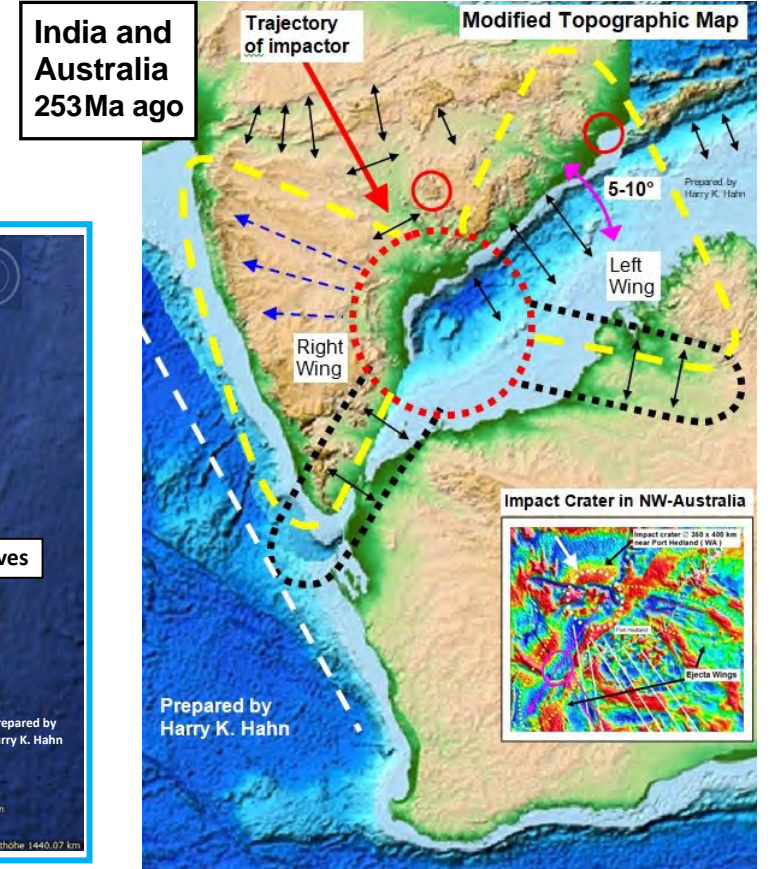 India and
Australia
253Ma ago
Trajectory
of impactor
Modified Topographic Map
5-10°
Prepared by
Harry K. Hahn
Left
Wing
Right
Wing
Impact Crater in NW-Australia
Impact crater ∅ 360 x 400 km
near Port Hedland ( WA )
Port Hedland
Ejecta Wings
Prepared by
Harry K. Hahn
ves
repared by
rry K. Hahn
thöhe 1440.07 km